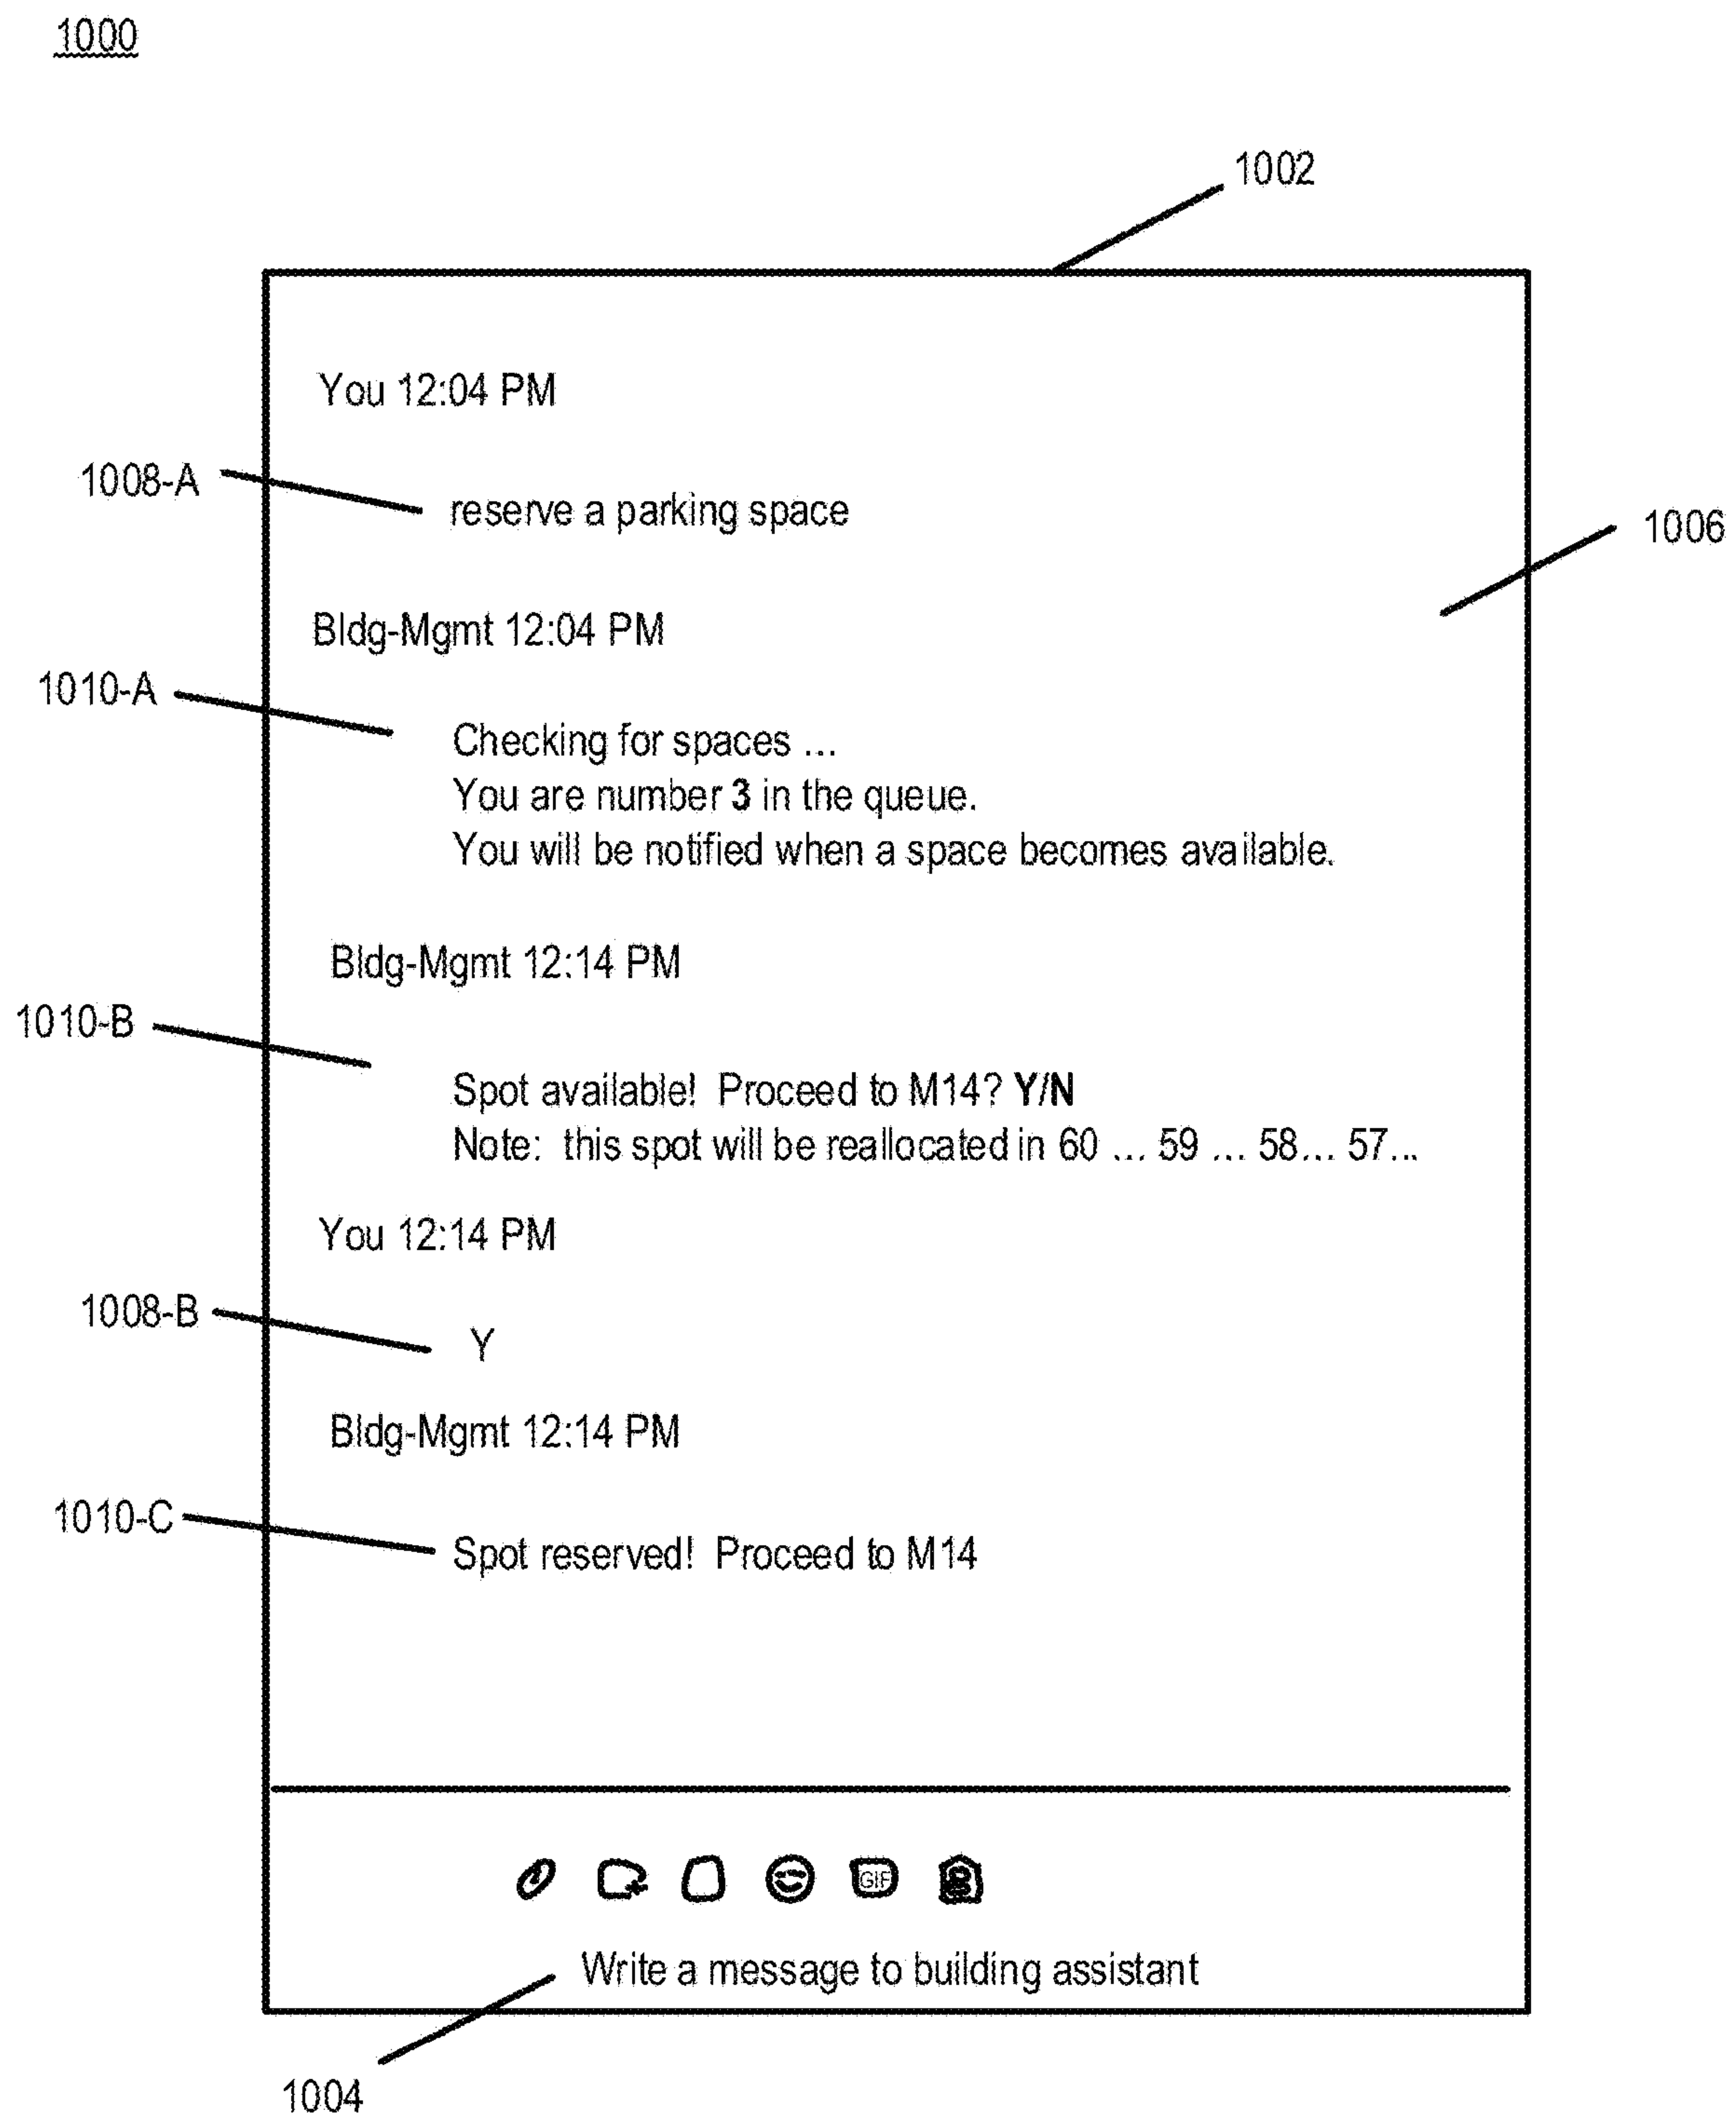 1000
1002
You 12:04 PM
1008-A
reserve a parking space
1006
Bldg-Mgmt 12:04 PM
1010-A
Checking for spaces ...
You are number 3 in the queue.
You will be notified when a space becomes available.
Bldg-Mgmt 12:14 PM
1010-B
Spot available! Proceed to M14? Y/N
Note: this spot will be reallocated in 60 ... 59 ... 58... 57...
You 12:14 PM
1008-B
Y
Bldg-Mgmt 12:14 PM
1010-C
Spot reserved! Proceed to M14
GIF
Write a message to building assistant
1004